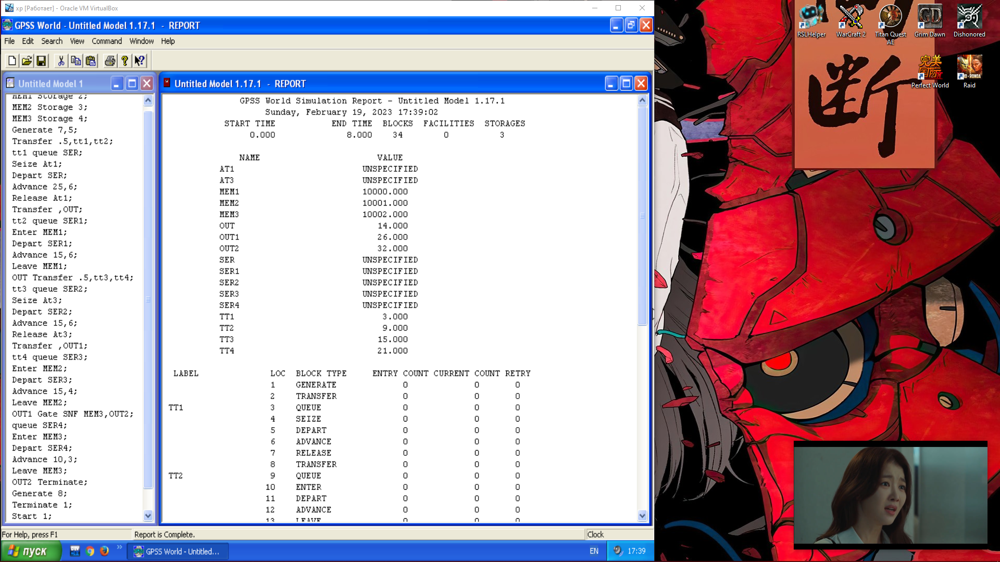 xp [Работает] - Oracle VM VirtualBox
GPSS World - Untitled Model 1.17.1 - REPORT
File Edit Search View Command Window Help
Untitled Model 1
MEM1 Storage 2;
MEM2 Storage 3;
MEM3 Storage 4;
Generate 7,5;
Transfer .5,tt1,tt2;
tt1 queue SER;
Seize At1;
Depart SER;
Advance 25,6;
Release At1;
Transfer ,OUT;
tt2 queue SER1;
Enter MEM1;
Depart SER1;
Advance 15,6;
Leave MEM1;
OUT Transfer .5,tt3,tt4;
tt3 queue SER2;
Seize At3;
Depart SER2;
Advance 15,6;
Release At3;
Transfer ,OUT1;
tt4 queue SER3;
Enter MEM2;
Depart SER3;
Advance 15,4;
Leave MEM2;
OUT1 Gate SNF MEM3,OUT2;
queue SER4;
Enter MEM3;
Depart SER4;
Advance 10,3;
Leave MEM3;
OUT2 Terminate;
Generate 8;
Terminate 1;
Start 1;
Untitled Model 1.17.1 - REPORT
GPSS World Simulation Report - Untitled Model 1.17.1
Sunday, February 19, 2023 17:39:02
START TIME END TIME BLOCKS FACILITIES STORAGES
0.000 8.000 34 0 3
NAME VALUE
AT1 UNSPECIFIED
AT3 UNSPECIFIED
MEM1 10000.000
MEM2 10001.000
MEM3 10002.000
OUT 14.000
OUT1 26.000
OUT2 32.000
SER UNSPECIFIED
SER1 UNSPECIFIED
SER2 UNSPECIFIED
SER3 UNSPECIFIED
SER4 UNSPECIFIED
TT1 3.000
TT2 9.000
TT3 15.000
TT4 21.000
LABEL LOC BLOCK TYPE ENTRY COUNT CURRENT COUNT RETRY
1 GENERATE 0 0 0
2 TRANSFER 0 0 0
TT1 3 QUEUE 0 0 0
4 SEIZE 0 0 0
5 DEPART 0 0 0
6 ADVANCE 0 0 0
7 RELEASE 0 0 0
8 TRANSFER 0 0 0
TT2 9 QUEUE 0 0 0
10 ENTER 0 0 0
11 DEPART 0 0 0
12 ADVANCE 0 0 0
13 LEAVE 0 0 0
For Help, press F1
Report is Complete.
Clock
пуск
GPSS World - Untitled...
EN
17:39
RSLHelper
WarCraft 2
Titan Quest AE
Grim Dawn
Dishonored
完美
国际
Perfect World
Raid
断